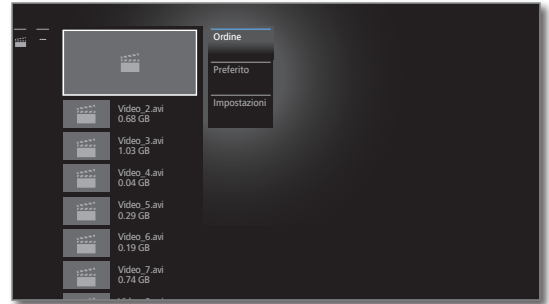 Ordine
Preferito
Impostazioni
Video_2.avi
0.68 GB
Video_3.avi
1.03 GB
Video_4.avi
0.04 GB
Video_5.avi
0.29 GB
Video_6.avi
0.19 GB
Video_7.avi
0.74 GB